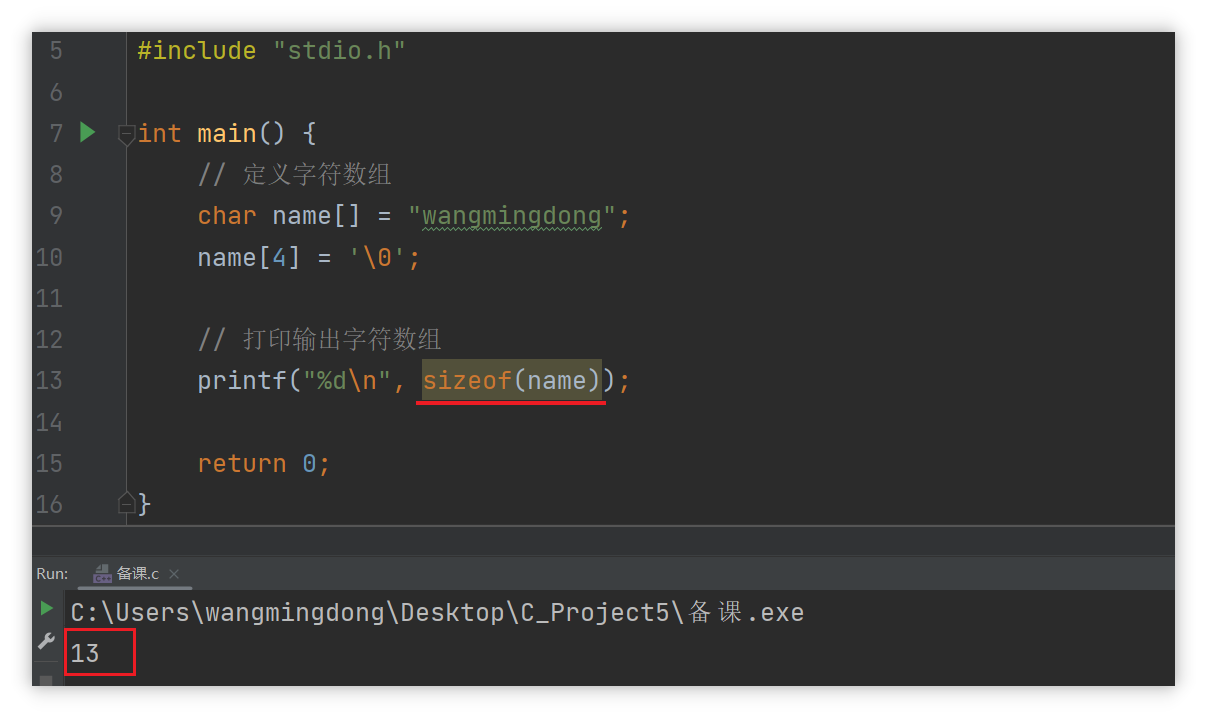 5 #include "stdio.h"
6
7 int main() {
8 // 定义字符数组
9 char name[] = "wangmingdong";
10 name[4] = '\0';
11
12 // 打印输出字符数组
13 printf("%d\n", sizeof(name));
14
15 return 0;
16 }
Run: 备课.c
C:\Users\wangmingdong\Desktop\C_Project5\备课.exe
13